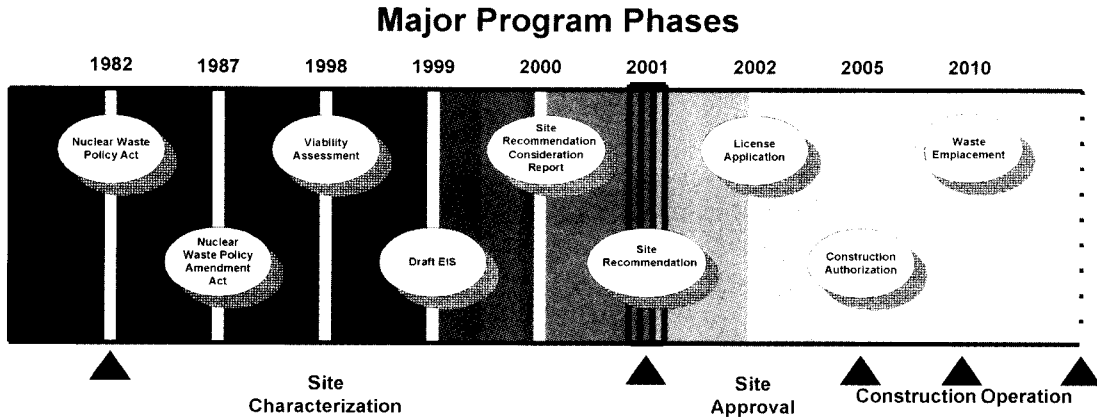 Major Program Phases
1982 1987 1998 1999 2000 2001 2002 2005 2010
Nuclear Waste
Policy Act
Viability
Assessment
Site
Recommendation
Consideration
Report
License
Application
Waste
Emplacement
Nuclear
Waste Policy
Amendment
Act
Draft EIS
Site
Recommendation
Construction
Authorization
Site
Characterization
Site
Approval
Construction Operation